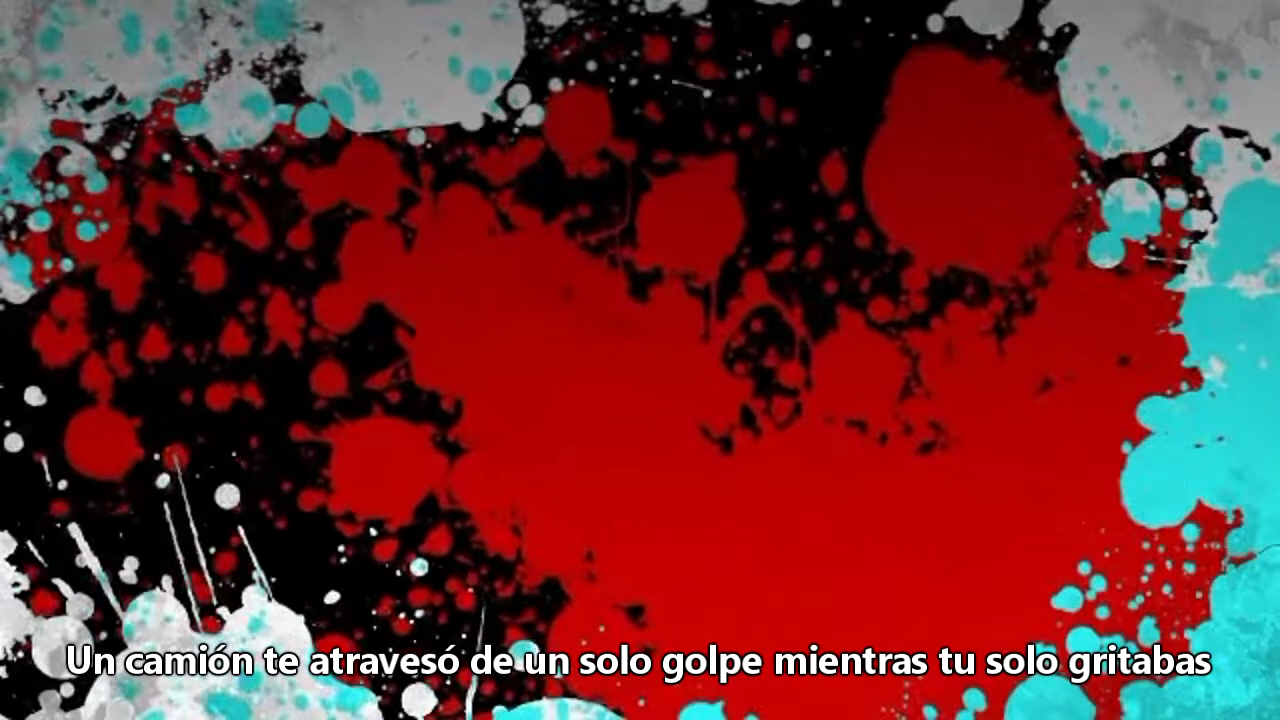 Un camión te atravesó de un solo golpe mientras tu solo gritabas